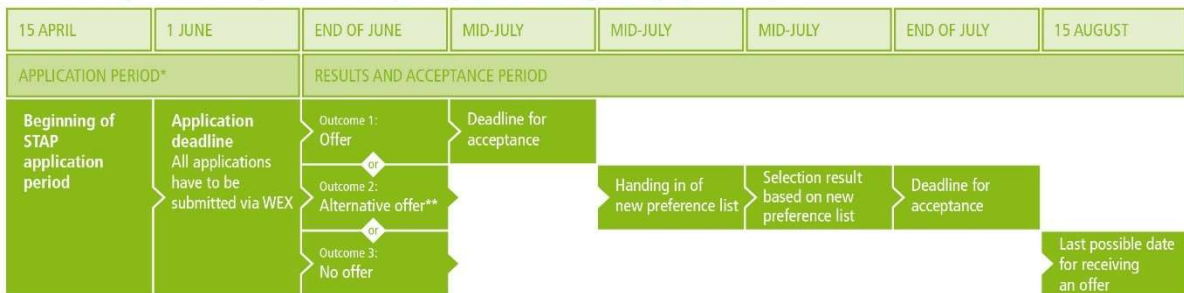 15 APRIL
1 JUNE
END OF JUNE
MID-JULY
MID-JULY
MID-JULY
END OF JULY
15 AUGUST
APPLICATION PERIOD*
RESULTS AND ACCEPTANCE PERIOD
Beginning of
STAP
application
period
Application
deadline
All applications
have to be
submitted via WEX
Outcome 1:
Offer
Deadline for
acceptance
or
Outcome 2:
Alternative offer**
Handing in of
new preference list
Selection result
based on new
preference list
Deadline for
acceptance
or
Outcome 3:
No offer
Last possible date
for receiving
an offer